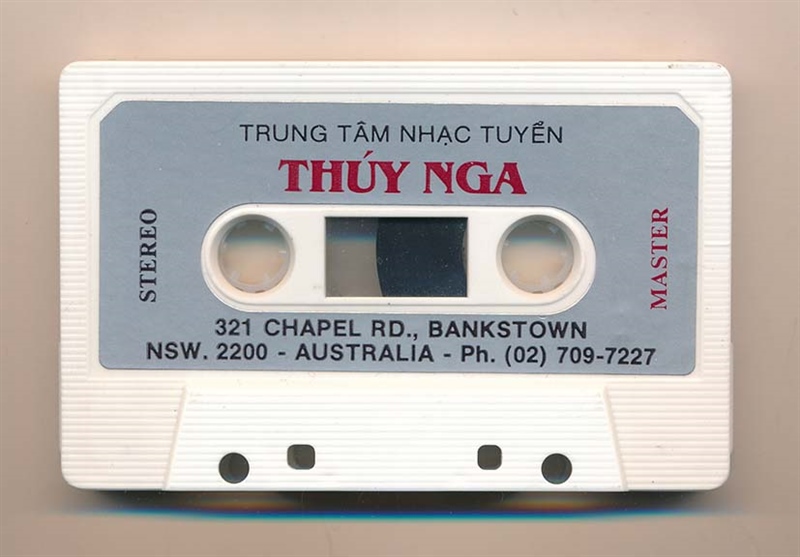 TRUNG TÂM NHẠC TUYỂN
THÚY NGA
STEREO
MASTER
321 CHAPEL RD., BANKSTOWN
NSW. 2200 - AUSTRALIA - Ph. (02) 709-7227